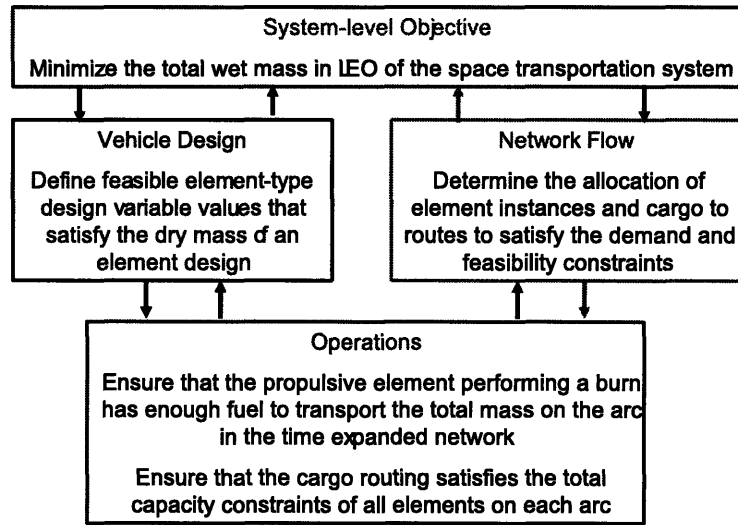 System-level Objective
Minimize the total wet mass in LEO of the space transportation system
Vehicle Design
Define feasible element-type
design variable values that
satisfy the dry mass of an
element design
Network Flow
Determine the allocation of
element instances and cargo to
routes to satisfy the demand and
feasibility constraints
Operations
Ensure that the propulsive element performing a burn
has enough fuel to transport the total mass on the arc
in the time expanded network
Ensure that the cargo routing satisfies the total
capacity constraints of all elements on each arc